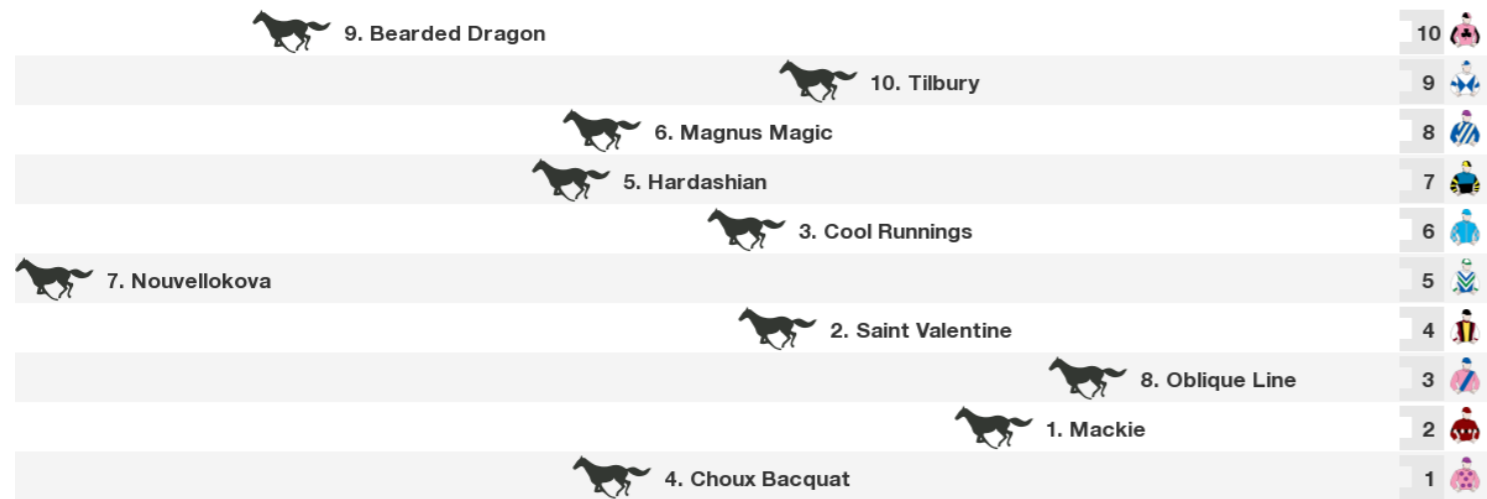 9. Bearded Dragon 10
10. Tilbury 9
6. Magnus Magic 8
5. Hardashian 7
3. Cool Runnings 6
7. Nouvellokova 5
2. Saint Valentine 4
8. Oblique Line 3
1. Mackie 2
4. Choux Bacquat 1